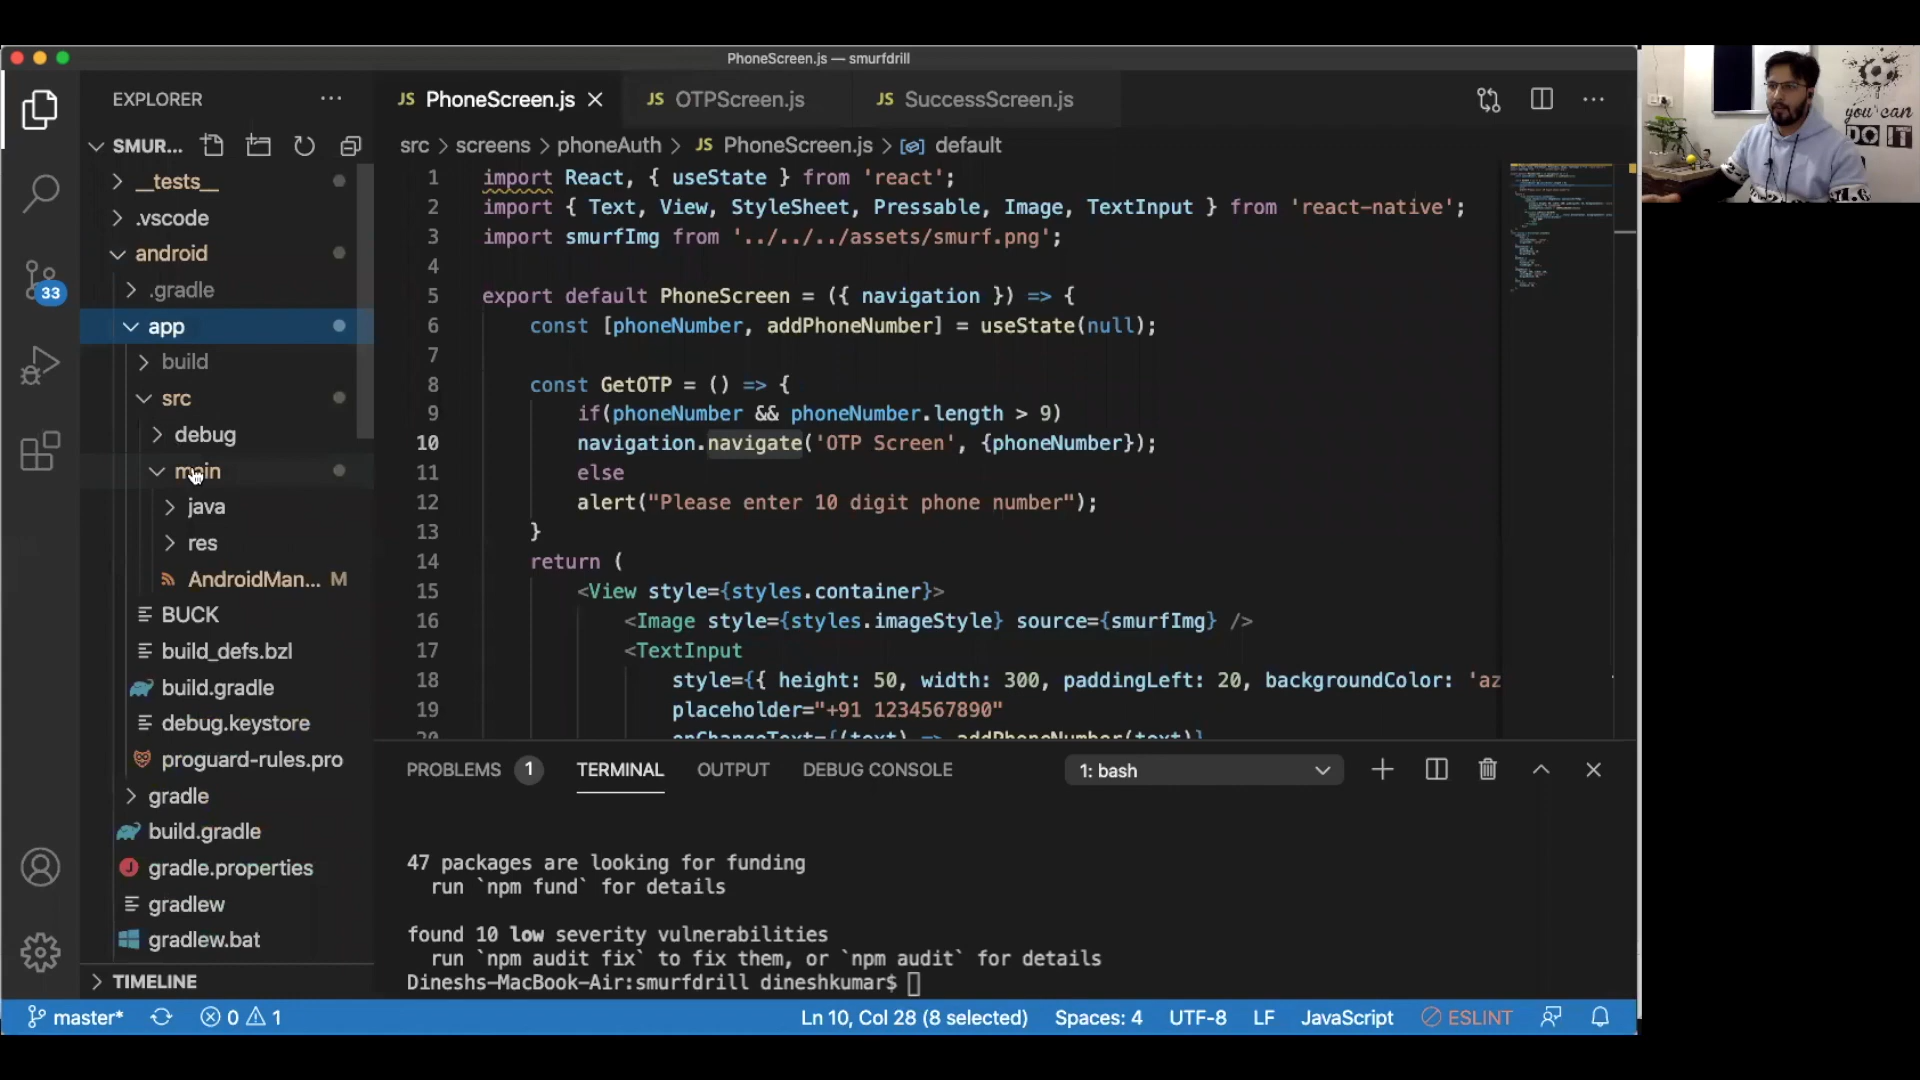 PhoneScreen.js — smurfdrill
EXPLORER
SMUR...
__tests__
.vscode
android
.gradle
app
build
src
debug
main
java
res
AndroidMan... M
BUCK
build_defs.bzl
build.gradle
debug.keystore
proguard-rules.pro
gradle
build.gradle
gradle.properties
gradlew
gradlew.bat
TIMELINE
33
JS PhoneScreen.js
JS OTPScreen.js
JS SuccessScreen.js
src > screens > phoneAuth > JS PhoneScreen.js > default
1 import React, { useState } from 'react';
2 import { Text, View, StyleSheet, Pressable, Image, TextInput } from 'react-native';
3 import smurfImg from '../../../assets/smurf.png';
4
5 export default PhoneScreen = ({ navigation }) => {
6 const [phoneNumber, addPhoneNumber] = useState(null);
7
8 const GetOTP = () => {
9 if(phoneNumber && phoneNumber.length > 9)
10 navigation.navigate('OTP Screen', {phoneNumber});
11 else
12 alert("Please enter 10 digit phone number");
13 }
14 return (
15 <View style={styles.container}>
16 <Image style={styles.imageStyle} source={smurfImg} />
17 <TextInput
18 style={{ height: 50, width: 300, paddingLeft: 20, backgroundColor: 'az
19 placeholder="+91 1234567890"
20 onChangeText={(text) => addPhoneNumber(text)}
PROBLEMS 1 TERMINAL OUTPUT DEBUG CONSOLE 1: bash
47 packages are looking for funding
run `npm fund` for details
found 10 low severity vulnerabilities
run `npm audit fix` to fix them, or `npm audit` for details
Dineshs-MacBook-Air:smurfdrill dineshkumar$
master* 0 1 Ln 10, Col 28 (8 selected) Spaces: 4 UTF-8 LF JavaScript ESLINT
you can
DO IT